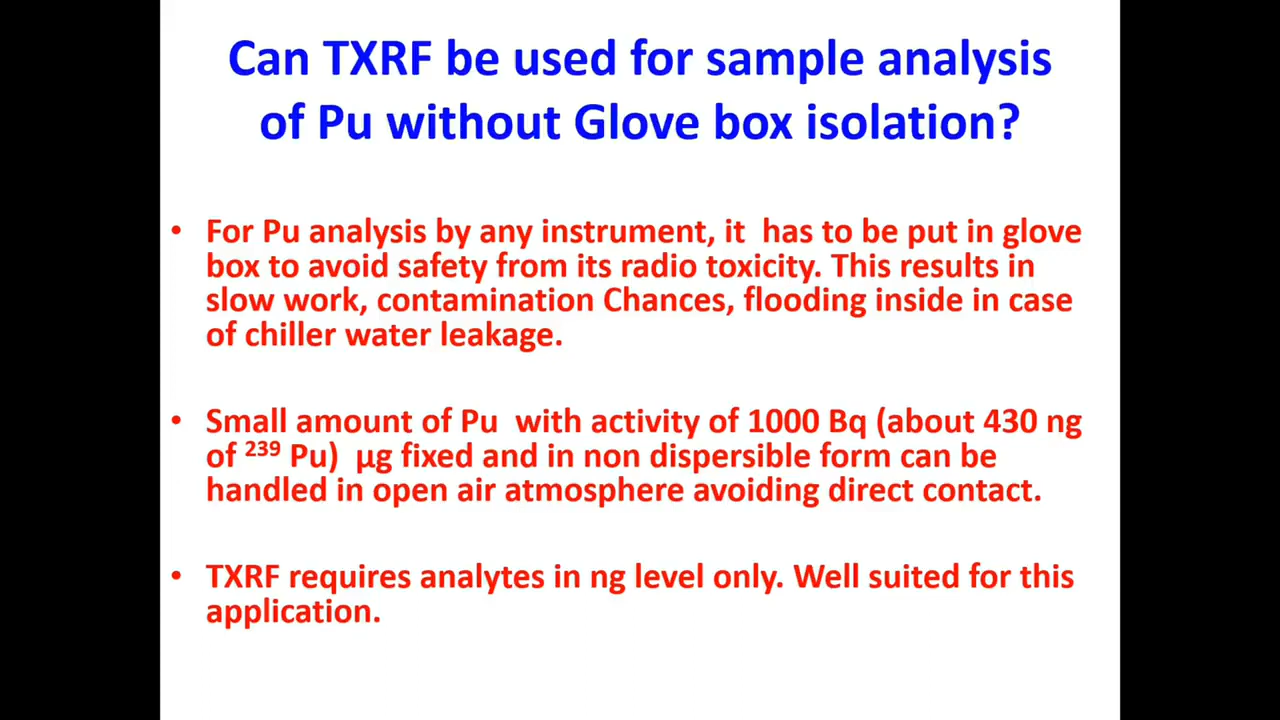 Can TXRF be used for sample analysis
of Pu without Glove box isolation?
• For Pu analysis by any instrument, it  has to be put in glove
box to avoid safety from its radio toxicity. This results in
slow work, contamination Chances, flooding inside in case
of chiller water leakage.
• Small amount of Pu  with activity of 1000 Bq (about 430 ng
of ²³⁹ Pu)  μg fixed and in non dispersible form can be
handled in open air atmosphere avoiding direct contact.
• TXRF requires analytes in ng level only. Well suited for this
application.